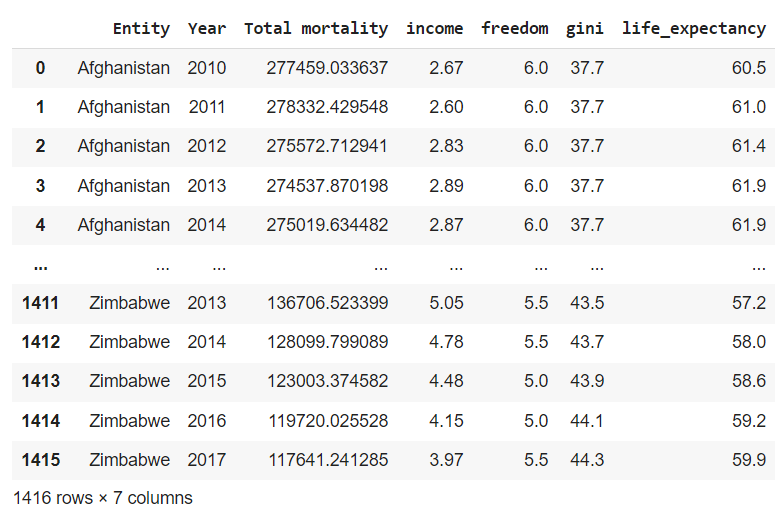 Entity Year Total mortality income freedom gini life_expectancy
0 Afghanistan 2010 277459.033637 2.67 6.0 37.7 60.5
1 Afghanistan 2011 278332.429548 2.60 6.0 37.7 61.0
2 Afghanistan 2012 275572.712941 2.83 6.0 37.7 61.4
3 Afghanistan 2013 274537.870198 2.89 6.0 37.7 61.9
4 Afghanistan 2014 275019.634482 2.87 6.0 37.7 61.9
... ... ... ... ... ... ... ...
1411 Zimbabwe 2013 136706.523399 5.05 5.5 43.5 57.2
1412 Zimbabwe 2014 128099.799089 4.78 5.5 43.7 58.0
1413 Zimbabwe 2015 123003.374582 4.48 5.0 43.9 58.6
1414 Zimbabwe 2016 119720.025528 4.15 5.0 44.1 59.2
1415 Zimbabwe 2017 117641.241285 3.97 5.5 44.3 59.9
1416 rows × 7 columns